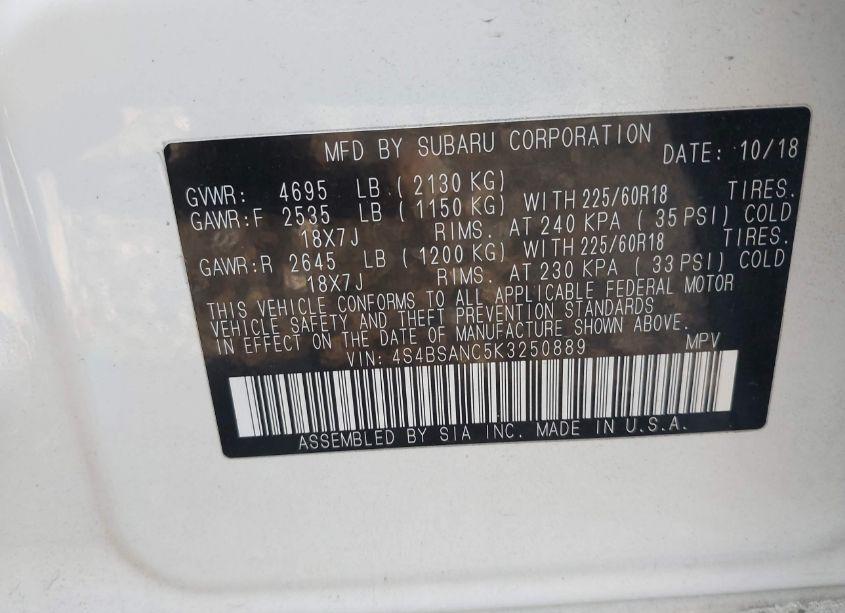 MFD BY SUBARU CORPORATION DATE: 10/18
GVWR: 4695 LB ( 2130 KG)
GAWR:F 2535 LB ( 1150 KG) WITH 225/60R18 TIRES.
18X7J RIMS. AT 240 KPA ( 35 PSI) COLD
GAWR:R 2645 LB ( 1200 KG) WITH 225/60R18 TIRES.
18X7J RIMS. AT 230 KPA ( 33 PSI) COLD
THIS VEHICLE CONFORMS TO ALL APPLICABLE FEDERAL MOTOR
VEHICLE SAFETY AND THEFT PREVENTION STANDARDS
IN EFFECT ON THE DATE OF MANUFACTURE SHOWN ABOVE.
VIN: 4S4BSANC5K3250889 MPV
ASSEMBLED BY SIA INC. MADE IN U.S.A.